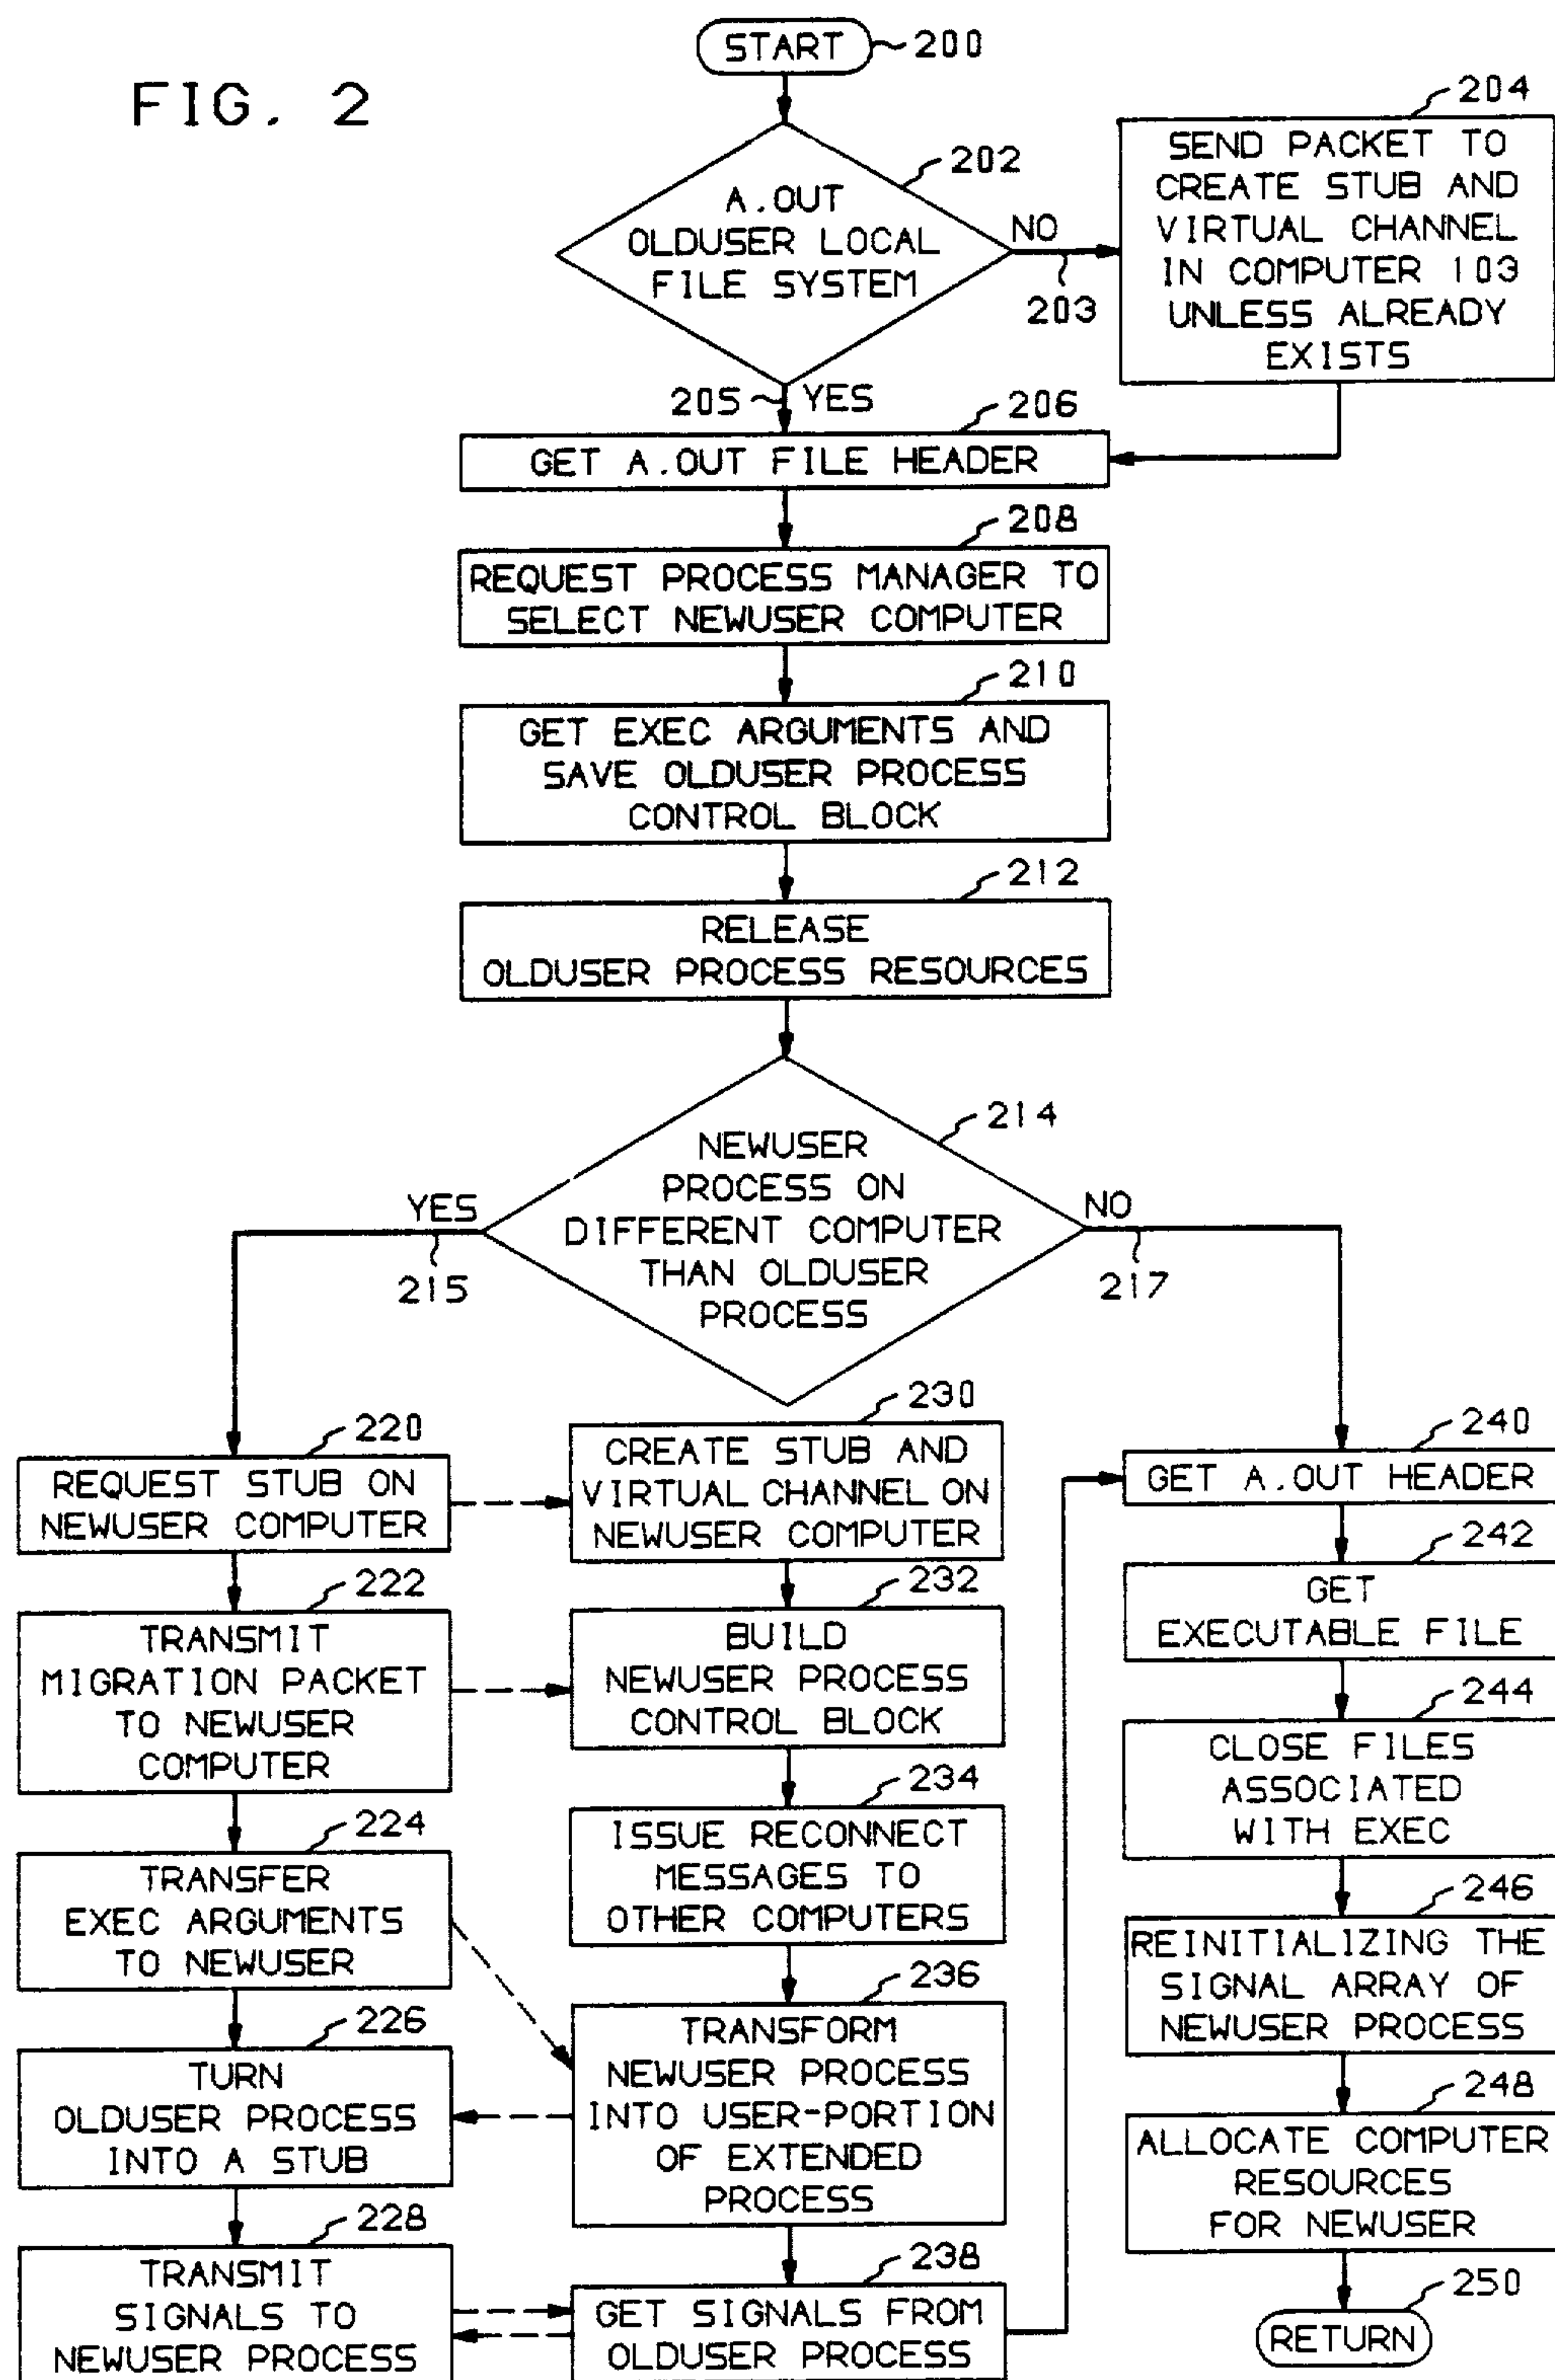 FIG. 2
START
200
202
A.OUT
OLDUSER LOCAL
FILE SYSTEM
NO
203
204
SEND PACKET TO
CREATE STUB AND
VIRTUAL CHANNEL
IN COMPUTER 103
UNLESS ALREADY
EXISTS
205
YES
206
GET A.OUT FILE HEADER
208
REQUEST PROCESS MANAGER TO
SELECT NEWUSER COMPUTER
210
GET EXEC ARGUMENTS AND
SAVE OLDUSER PROCESS
CONTROL BLOCK
212
RELEASE
OLDUSER PROCESS RESOURCES
214
NEWUSER
PROCESS ON
DIFFERENT COMPUTER
THAN OLDUSER
PROCESS
YES
215
NO
217
220
REQUEST STUB ON
NEWUSER COMPUTER
222
TRANSMIT
MIGRATION PACKET
TO NEWUSER
COMPUTER
224
TRANSFER
EXEC ARGUMENTS
TO NEWUSER
226
TURN
OLDUSER PROCESS
INTO A STUB
228
TRANSMIT
SIGNALS TO
NEWUSER PROCESS
230
CREATE STUB AND
VIRTUAL CHANNEL ON
NEWUSER COMPUTER
232
BUILD
NEWUSER PROCESS
CONTROL BLOCK
234
ISSUE RECONNECT
MESSAGES TO
OTHER COMPUTERS
236
TRANSFORM
NEWUSER PROCESS
INTO USER-PORTION
OF EXTENDED
PROCESS
238
GET SIGNALS FROM
OLDUSER PROCESS
240
GET A.OUT HEADER
242
GET
EXECUTABLE FILE
244
CLOSE FILES
ASSOCIATED
WITH EXEC
246
REINITIALIZING THE
SIGNAL ARRAY OF
NEWUSER PROCESS
248
ALLOCATE COMPUTER
RESOURCES
FOR NEWUSER
250
RETURN